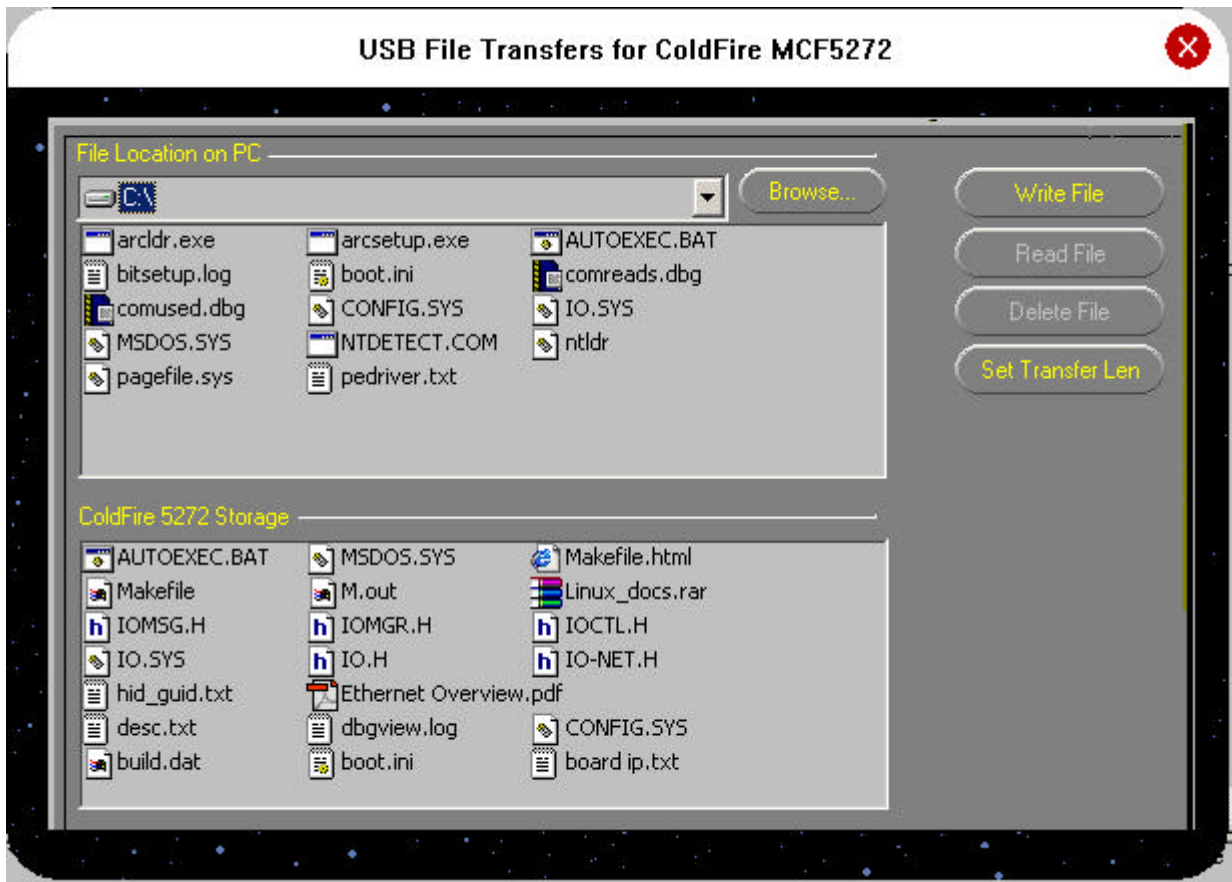 USB File Transfers for ColdFire MCF5272
File Location on PC
C:\
Browse...
Write File
Read File
Delete File
Set Transfer Len
arcldr.exe arcsetup.exe AUTOEXEC.BAT
bitsetup.log boot.ini comreads.dbg
comused.dbg CONFIG.SYS IO.SYS
MSDOS.SYS NTDETECT.COM ntldr
pagefile.sys pedriver.txt
ColdFire 5272 Storage
AUTOEXEC.BAT MSDOS.SYS Makefile.html
Makefile M.out Linux_docs.rar
IOMSG.H IOMGR.H IOCTL.H
IO.SYS IO.H IO-NET.H
hid_guid.txt Ethernet Overview.pdf
desc.txt dbgview.log CONFIG.SYS
build.dat boot.ini board ip.txt